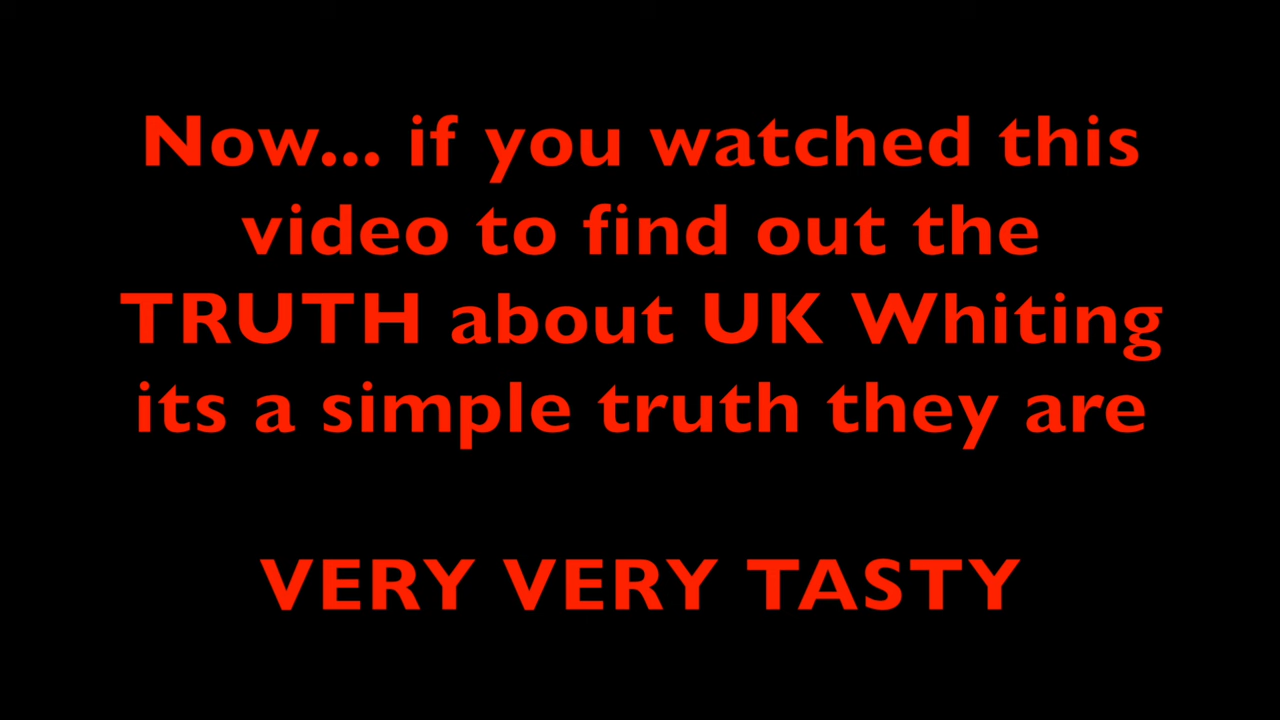 Now... if you watched this
video to find out the
TRUTH about UK Whiting
its a simple truth they are
VERY VERY TASTY